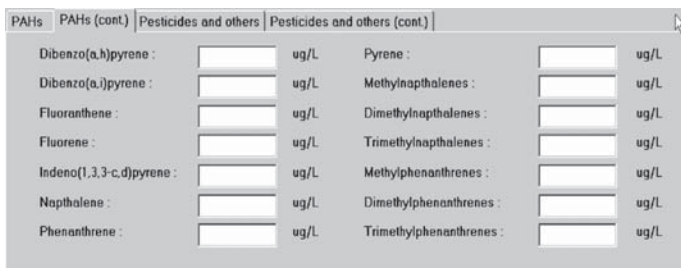 PAHs PAHs (cont.) Pesticides and others Pesticides and others (cont.)
Dibenzo(a,h)pyrene : ug/L Pyrene : ug/L
Dibenzo(a,i)pyrene : ug/L Methylnapthalenes : ug/L
Fluoranthene : ug/L Dimethylnapthalenes : ug/L
Fluorene : ug/L Trimethylnapthalenes : ug/L
Indeno(1,3,3-c,d)pyrene : ug/L Methylphenanthrenes : ug/L
Napthalene : ug/L Dimethylphenanthrenes : ug/L
Phenanthrene : ug/L Trimethylphenanthrenes : ug/L